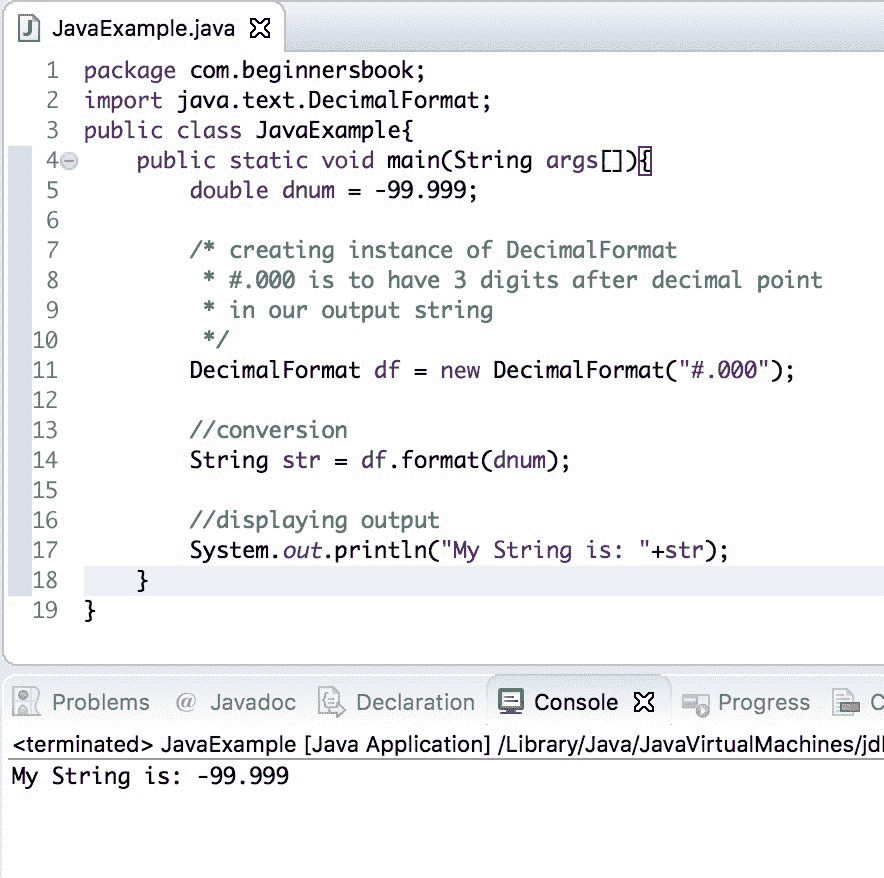 JavaExample.java
1 package com.beginnersbook;
2 import java.text.DecimalFormat;
3 public class JavaExample{
4 public static void main(String args[]){
5 double dnum = -99.999;
6
7 /* creating instance of DecimalFormat
8 * #.000 is to have 3 digits after decimal point
9 * in our output string
10 */
11 DecimalFormat df = new DecimalFormat("#.000");
12
13 //conversion
14 String str = df.format(dnum);
15
16 //displaying output
17 System.out.println("My String is: "+str);
18 }
19 }
Problems @ Javadoc Declaration Console Progress C
<terminated> JavaExample [Java Application] /Library/Java/JavaVirtualMachines/jd
My String is: -99.999